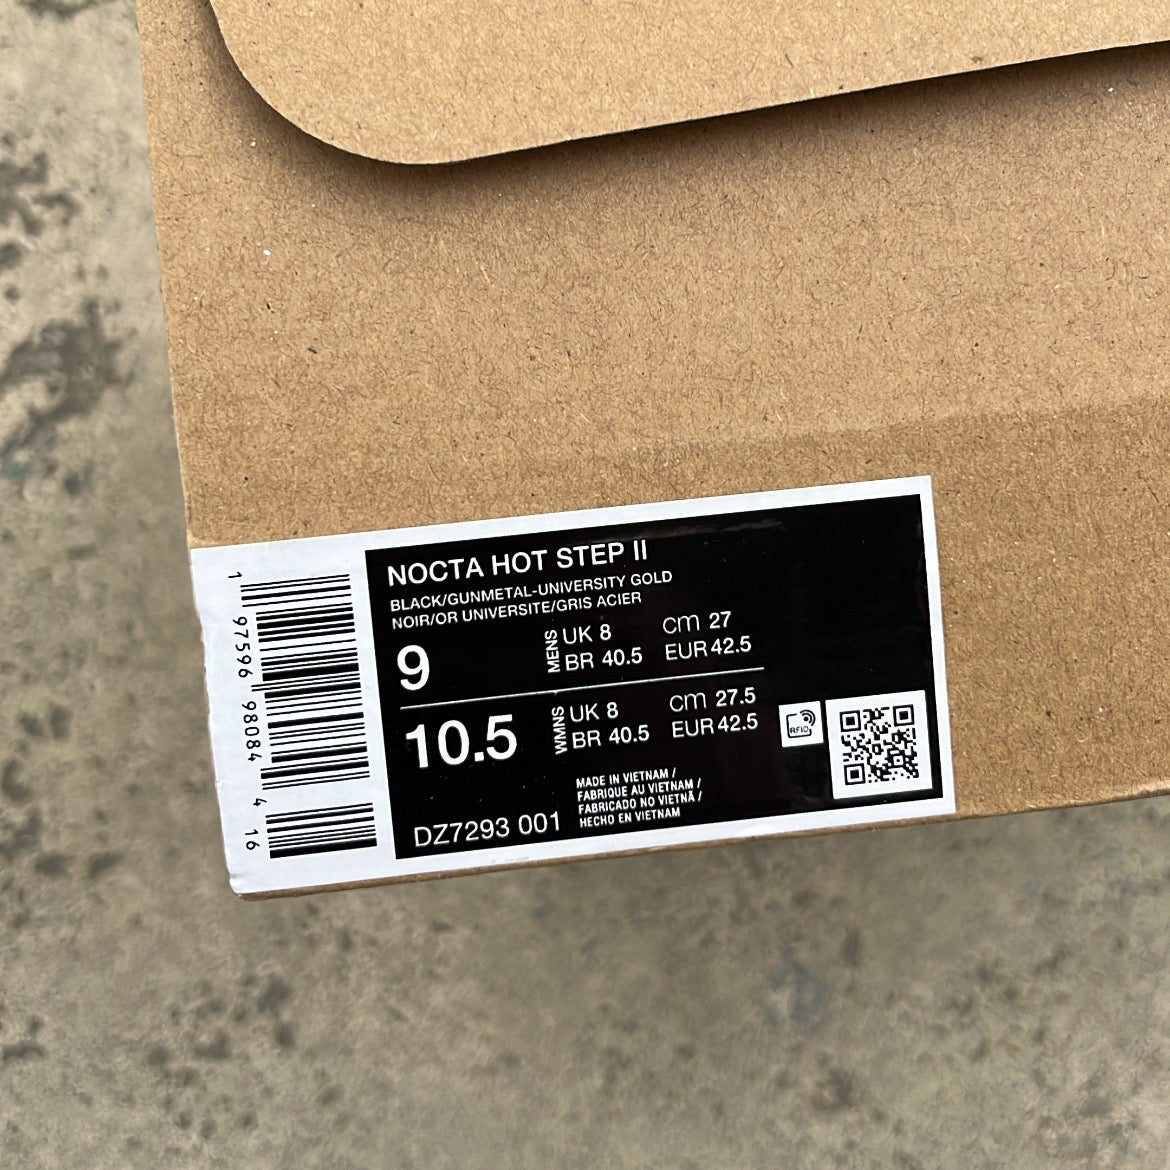 NOCTA HOT STEP II
BLACK/GUNMETAL-UNIVERSITY GOLD
NOIR/OR UNIVERSITE/GRIS ACIER
9 MENS UK 8 CM 27
BR 40.5 EUR 42.5
10.5 WMNS UK 8 CM 27.5
BR 40.5 EUR 42.5
RFID
MADE IN VIETNAM /
FABRIQUE AU VIETNAM /
FABRICADO NO VIETNÃ /
HECHO EN VIETNAM
DZ7293 001
1 97596 98084 4 16